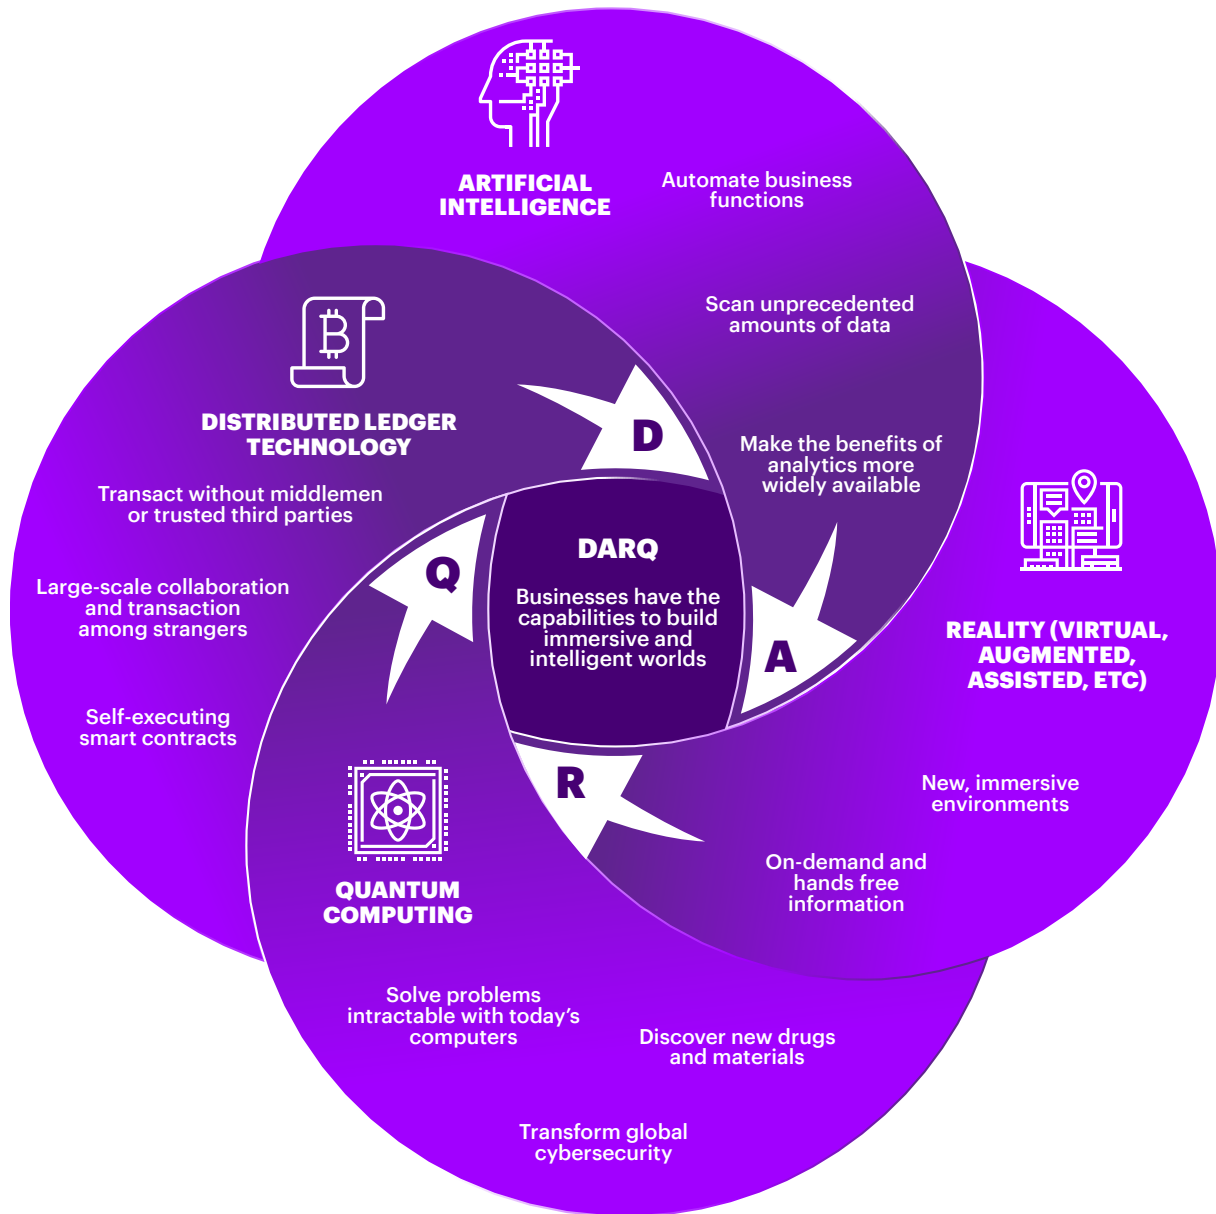 ARTIFICIAL
INTELLIGENCE
Automate business
functions
Scan unprecedented
amounts of data
Make the benefits of
analytics more
widely available
DISTRIBUTED LEDGER
TECHNOLOGY
Transact without middlemen
or trusted third parties
Large-scale collaboration
and transaction
among strangers
Self-executing
smart contracts
D
Q
DARQ
Businesses have the
capabilities to build
immersive and
intelligent worlds
A
R
REALITY (VIRTUAL,
AUGMENTED,
ASSISTED, ETC)
New, immersive
environments
On-demand and
hands free
information
QUANTUM
COMPUTING
Solve problems
intractable with today’s
computers
Discover new drugs
and materials
Transform global
cybersecurity